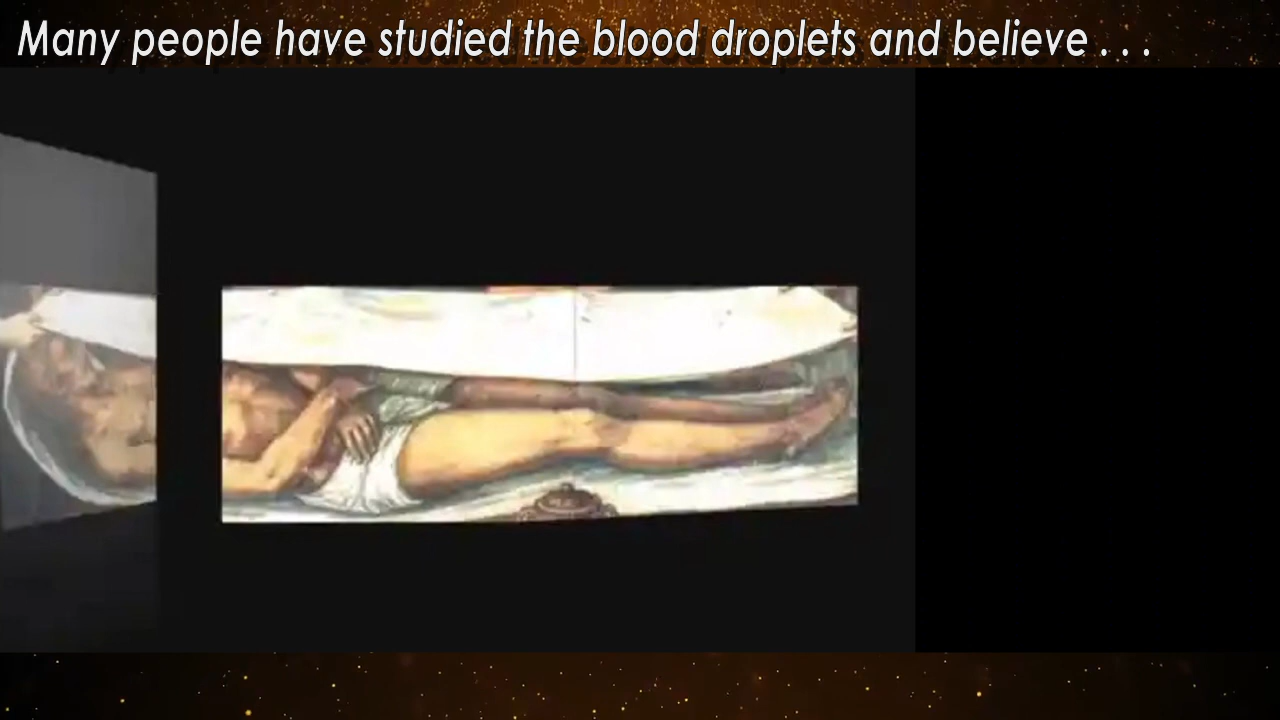 Many people have studied the blood droplets and believe . . .